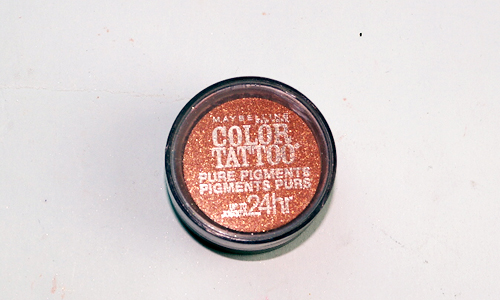 MAYBELLINE
COLOR
TATTOO
PURE PIGMENTS
PIGMENTS PURS
24hr.